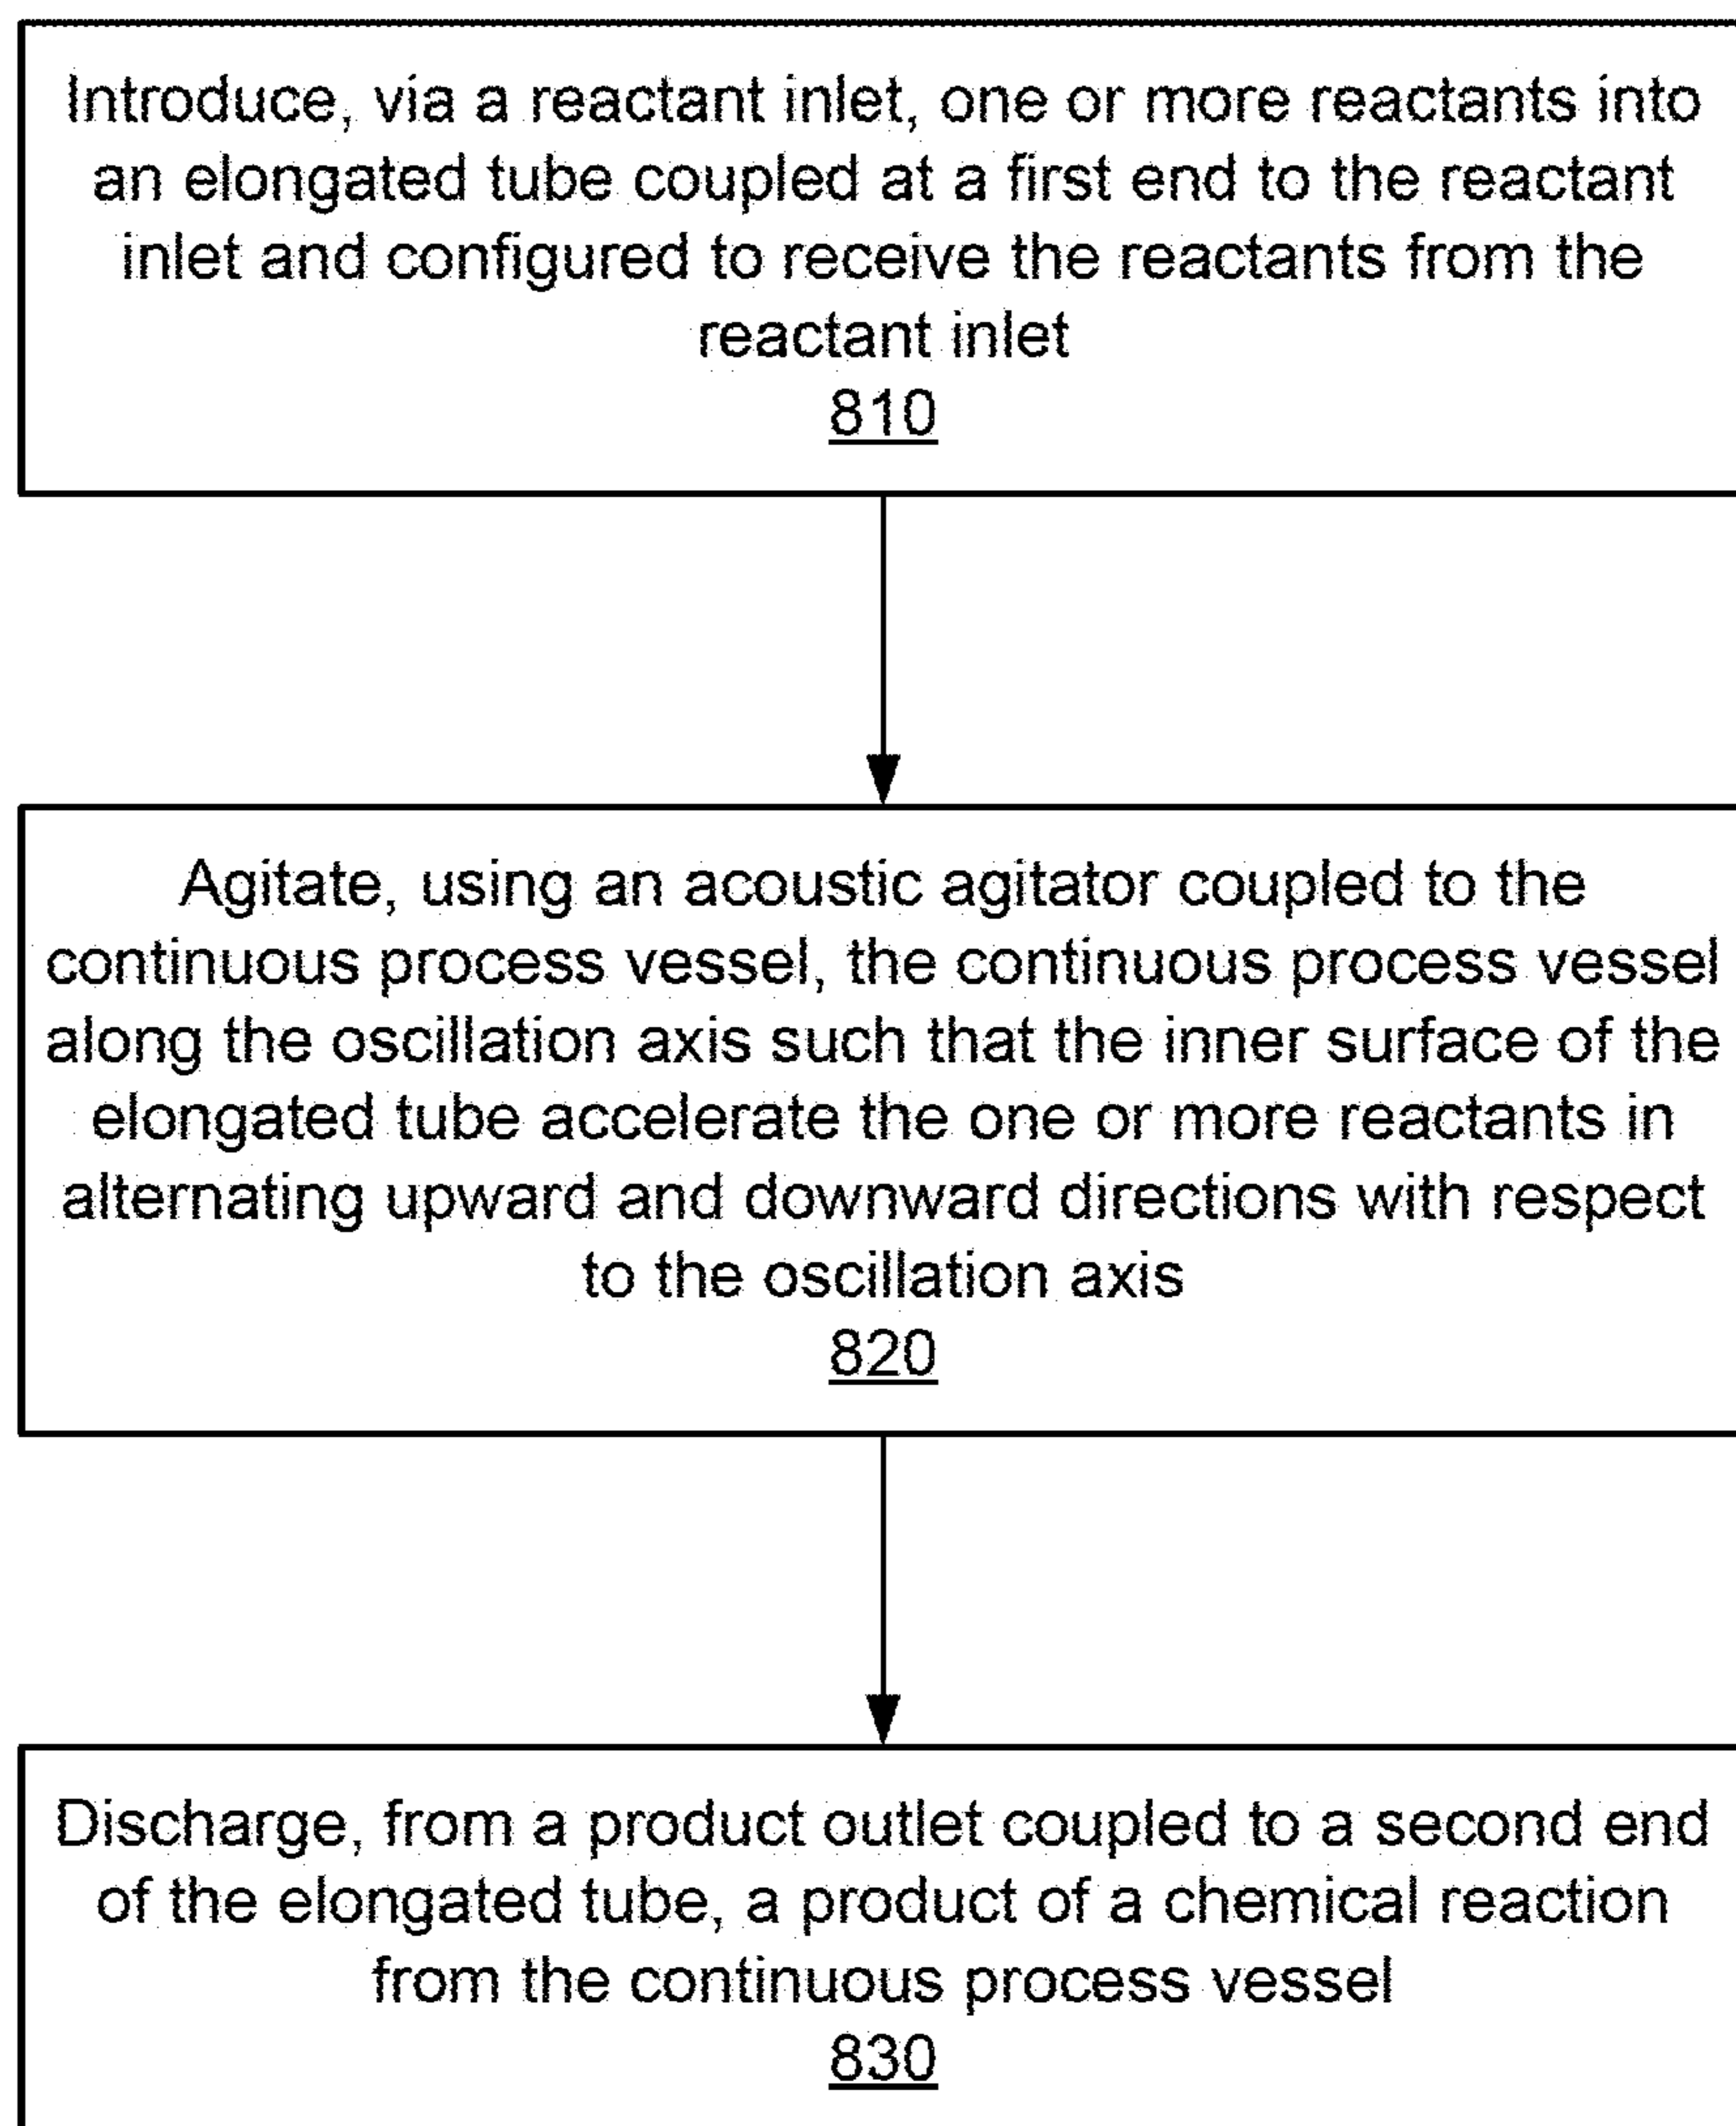 Introduce, via a reactant inlet, one or more reactants into
an elongated tube coupled at a first end to the reactant
inlet and configured to receive the reactants from the
reactant inlet
810
Agitate, using an acoustic agitator coupled to the
continuous process vessel, the continuous process vessel
along the oscillation axis such that the inner surface of the
elongated tube accelerate the one or more reactants in
alternating upward and downward directions with respect
to the oscillation axis
820
Discharge, from a product outlet coupled to a second end
of the elongated tube, a product of a chemical reaction
from the continuous process vessel
830